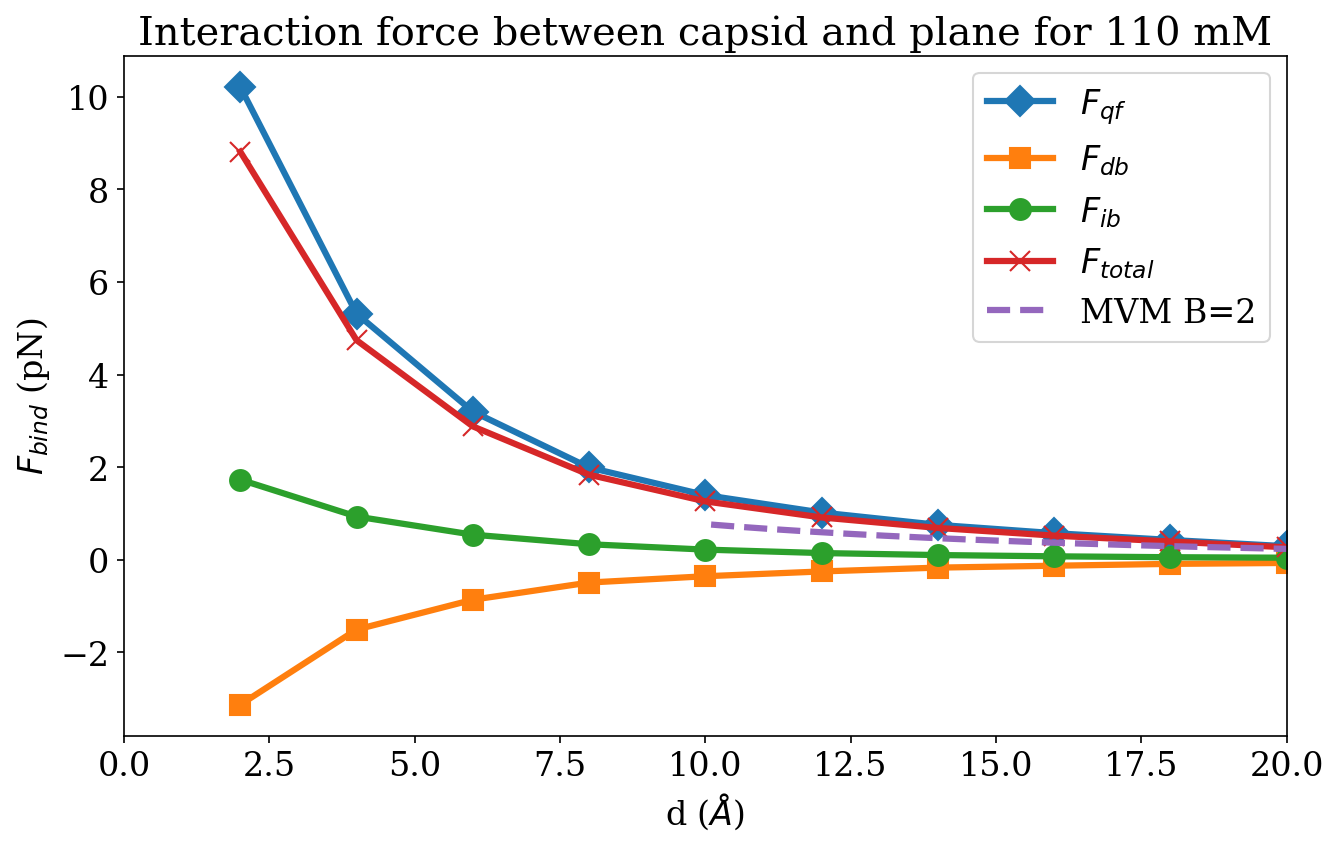 Interaction force between capsid and plane for 110 mM
10
8
6
4
2
0
−2
F_bind (pN)
0.0 2.5 5.0 7.5 10.0 12.5 15.0 17.5 20.0
d (Å)
F_qf
F_db
F_ib
F_total
MVM B=2